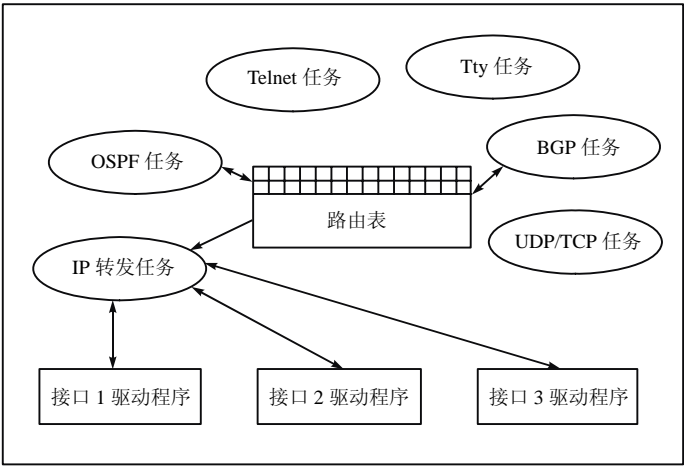 Telnet 任务
Tty 任务
OSPF 任务
BGP 任务
路由表
UDP/TCP 任务
IP 转发任务
接口 1 驱动程序
接口 2 驱动程序
接口 3 驱动程序